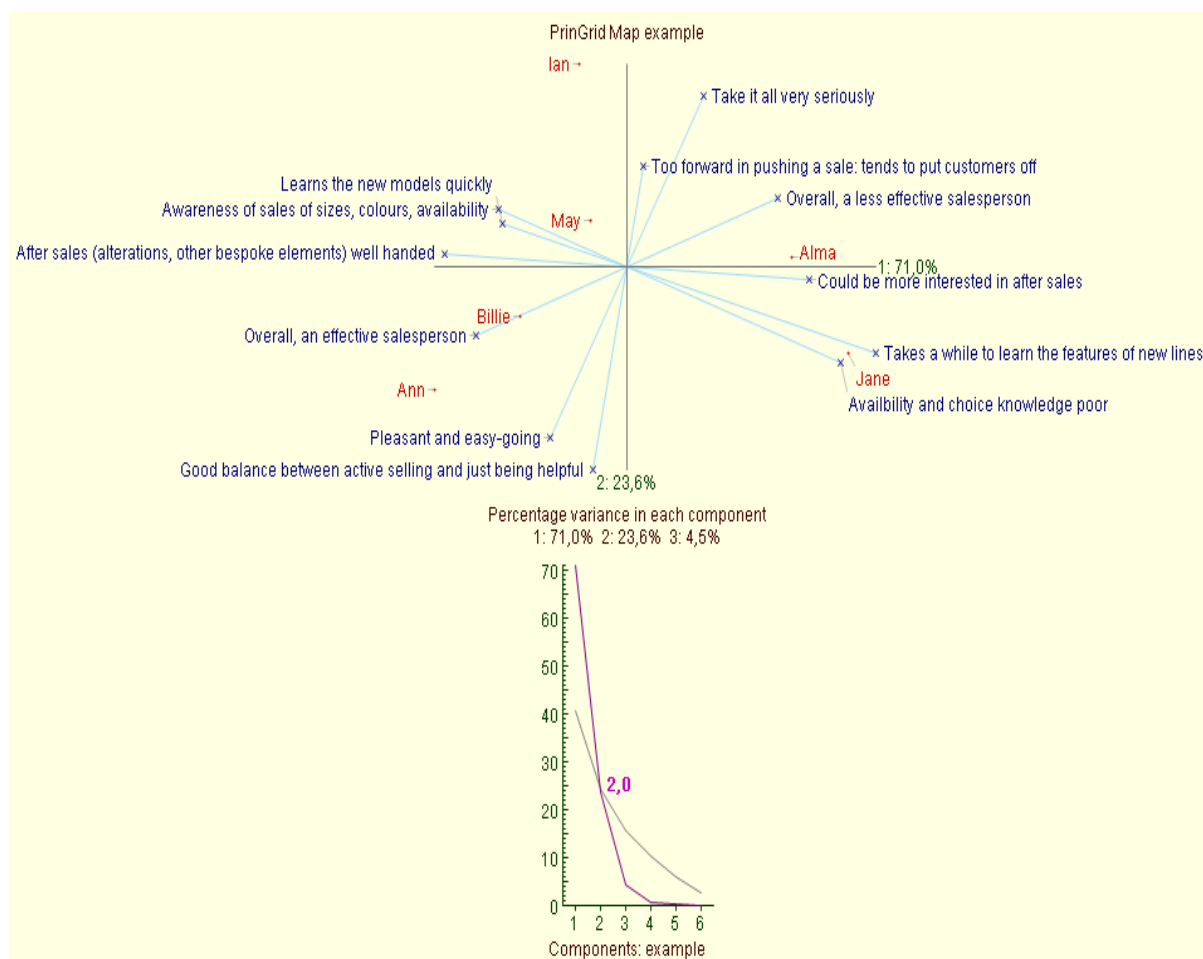 PrinGrid Map example
Ian
Take it all very seriously
Too forward in pushing a sale: tends to put customers off
Learns the new models quickly
Overall, a less effective salesperson
Awareness of sales of sizes, colours, availability
May
After sales (alterations, other bespoke elements) well handed
Alma
1: 71,0%
Could be more interested in after sales
Billie
Overall, an effective salesperson
Takes a while to learn the features of new lines
Jane
Ann
Availbility and choice knowledge poor
Pleasant and easy-going
Good balance between active selling and just being helpful
2: 23,6%
Percentage variance in each component
1: 71,0% 2: 23,6% 3: 4,5%
70
60
50
40
30
2,0
20
10
0
1 2 3 4 5 6
Components: example